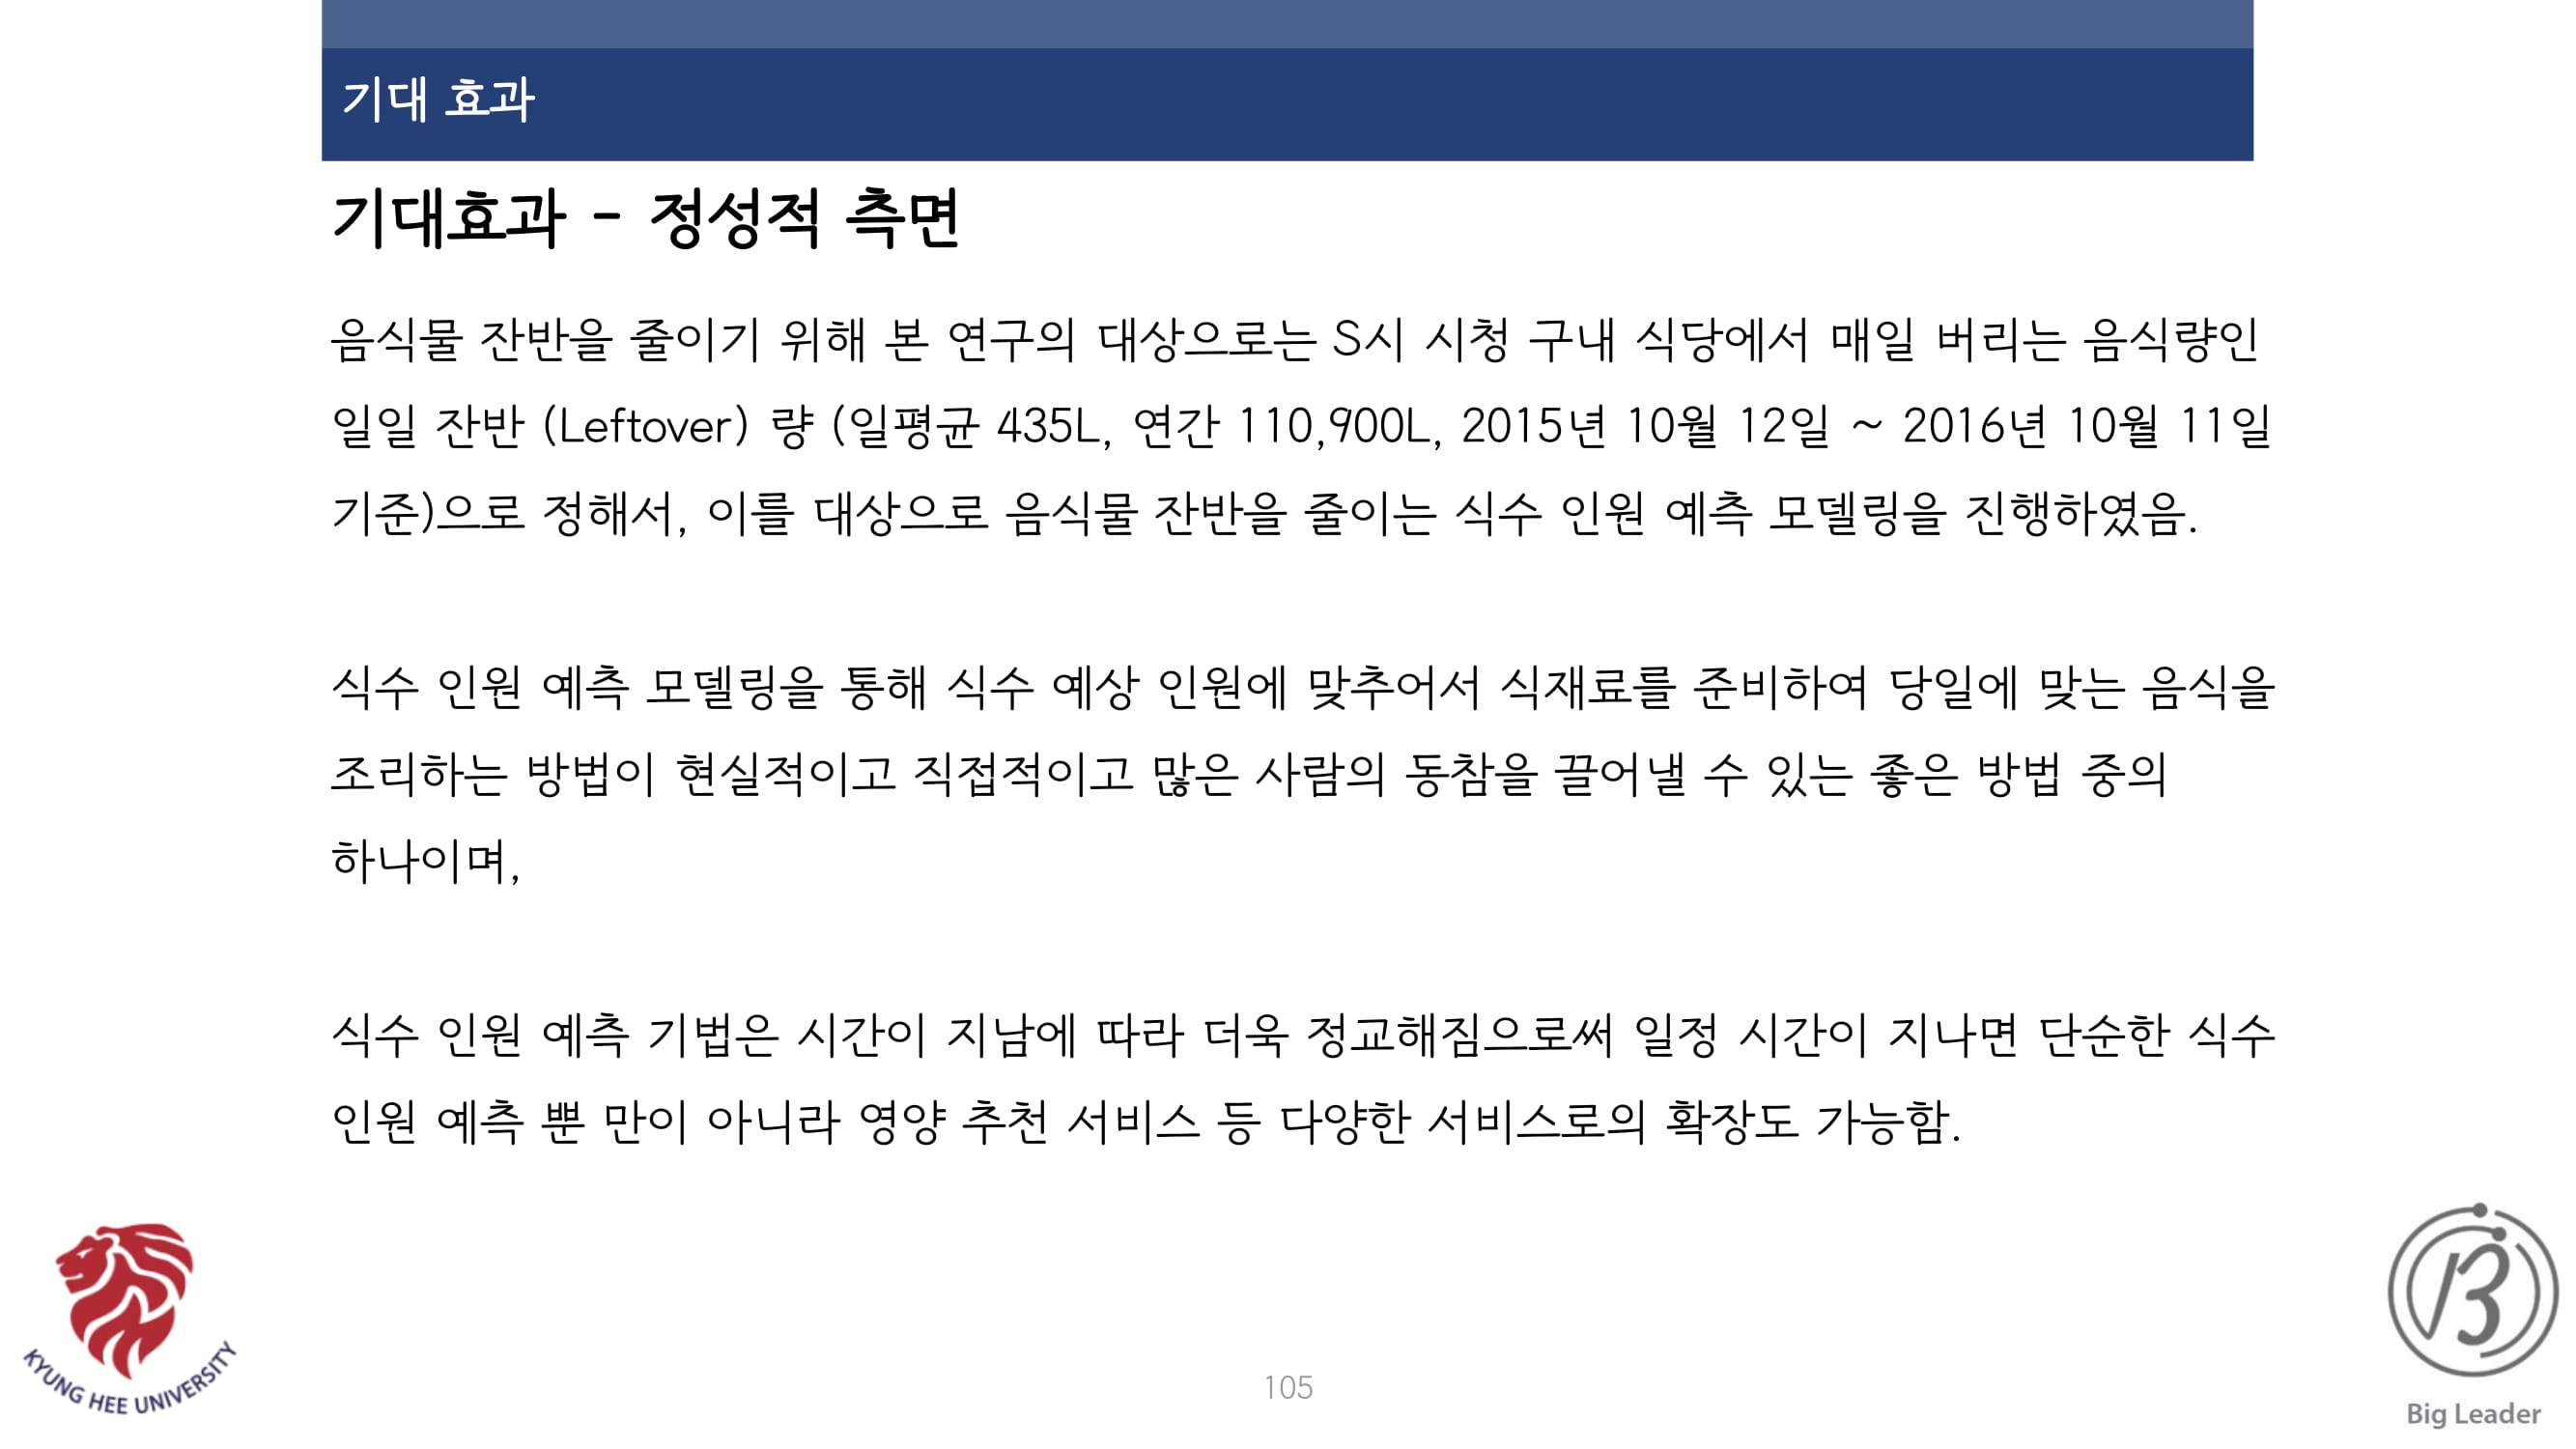 기대 효과
기대효과 - 정성적 측면
음식물 잔반을 줄이기 위해 본 연구의 대상으로는 S시 시청 구내 식당에서 매일 버리는 음식량인
일일 잔반 (Leftover) 량 (일평균 435L, 연간 110,900L, 2015년 10월 12일 ~ 2016년 10월 11일
기준)으로 정해서, 이를 대상으로 음식물 잔반을 줄이는 식수 인원 예측 모델링을 진행하였음.
식수 인원 예측 모델링을 통해 식수 예상 인원에 맞추어서 식재료를 준비하여 당일에 맞는 음식을
조리하는 방법이 현실적이고 직접적이고 많은 사람의 동참을 끌어낼 수 있는 좋은 방법 중의
하나이며,
식수 인원 예측 기법은 시간이 지남에 따라 더욱 정교해짐으로써 일정 시간이 지나면 단순한 식수
인원 예측 뿐 만이 아니라 영양 추천 서비스 등 다양한 서비스로의 확장도 가능함.
KYUNG HEE UNIVERSITY
105
Big Leader